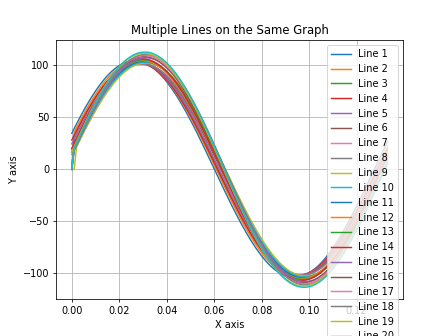 Multiple Lines on the Same Graph
Y axis
100
50
0
−50
−100
0.00
0.02
0.04
0.06
0.08
0.10
X axis
Line 1
Line 2
Line 3
Line 4
Line 5
Line 6
Line 7
Line 8
Line 9
Line 10
Line 11
Line 12
Line 13
Line 14
Line 15
Line 16
Line 17
Line 18
Line 19
Line 20